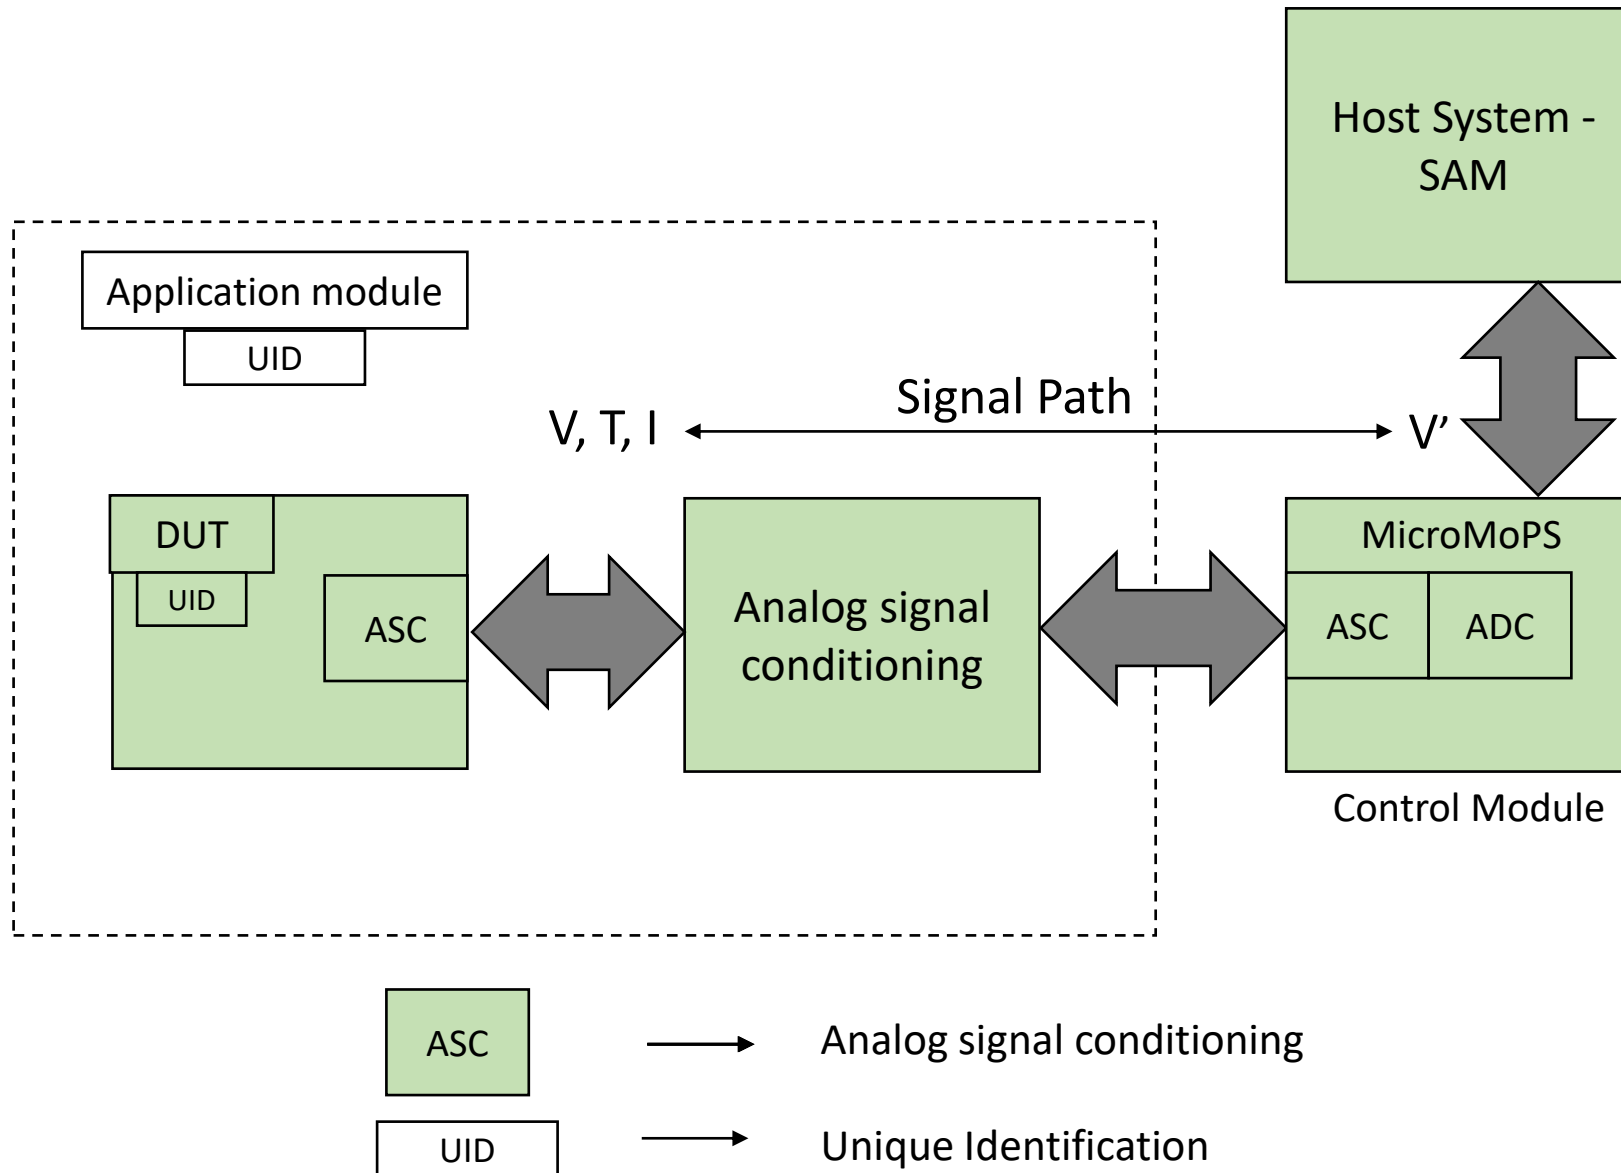 Host System -
SAM
Application module
UID
Signal Path
V, T, I
V’
DUT
UID
ASC
Analog signal
conditioning
MicroMoPS
ASC
ADC
Control Module
ASC
Analog signal conditioning
UID
Unique Identification